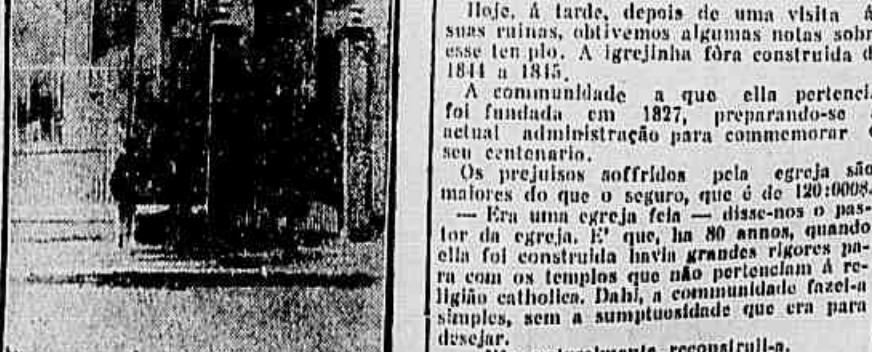 Hoje, á tarde, depois de uma visita á
suas ruinas, obtivemos algumas notas sobr
esse templo. A igrejinha fôra construida d
1844 a 1845.
A communidade a que ella pertenci
foi fundada em 1827, preparando-se a
actual administração para commemorar o
seu centenario.
Os prejuisos soffridos pela egreja são
maiores do que o seguro, que é de 120:000$.
— Era uma egreja feia — disse-nos o pas-
tor da egreja. E' que, ha 80 annos, quando
ella foi construida havia grandes rigores pa-
ra com os templos que não pertenciam á re-
ligião catholica. Dahi, a communidade fazel-a
simples, sem a sumptuosidade que era para
desejar.
reconstruil-a.